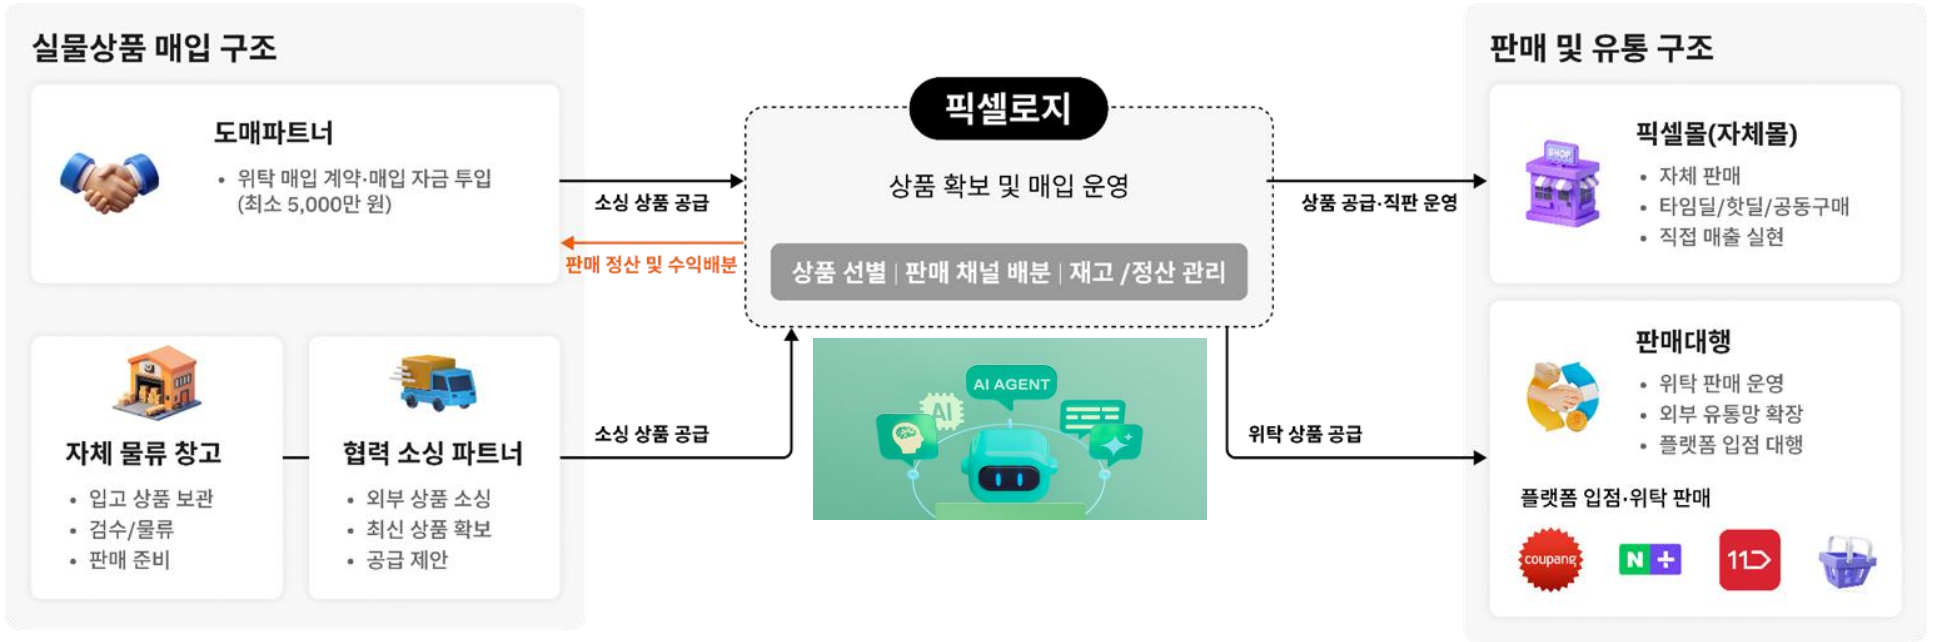 실물상품 매입 구조
도매파트너
• 위탁 매입 계약·매입 자금 투입
(최소 5,000만 원)
자체 물류 창고
• 입고 상품 보관
• 검수/물류
• 판매 준비
협력 소싱 파트너
• 외부 상품 소싱
• 최신 상품 확보
• 공급 제안
소싱 상품 공급
판매 정산 및 수익배분
소싱 상품 공급
픽셀로지
상품 확보 및 매입 운영
상품 선별 | 판매 채널 배분 | 재고 /정산 관리
AI AGENT
AI
상품 공급·직판 운영
위탁 상품 공급
판매 및 유통 구조
SHOP
픽셀몰(자체몰)
• 자체 판매
• 타임딜/핫딜/공동구매
• 직접 매출 실현
판매대행
• 위탁 판매 운영
• 외부 유통망 확장
• 플랫폼 입점 대행
플랫폼 입점·위탁 판매
coupang
N+
11